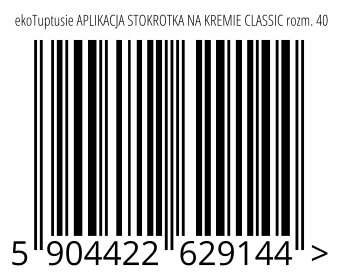 ekoTuptusie APLIKACJA STOKROTKA NA KREMIE CLASSIC rozm. 40
5 904422 629144 >